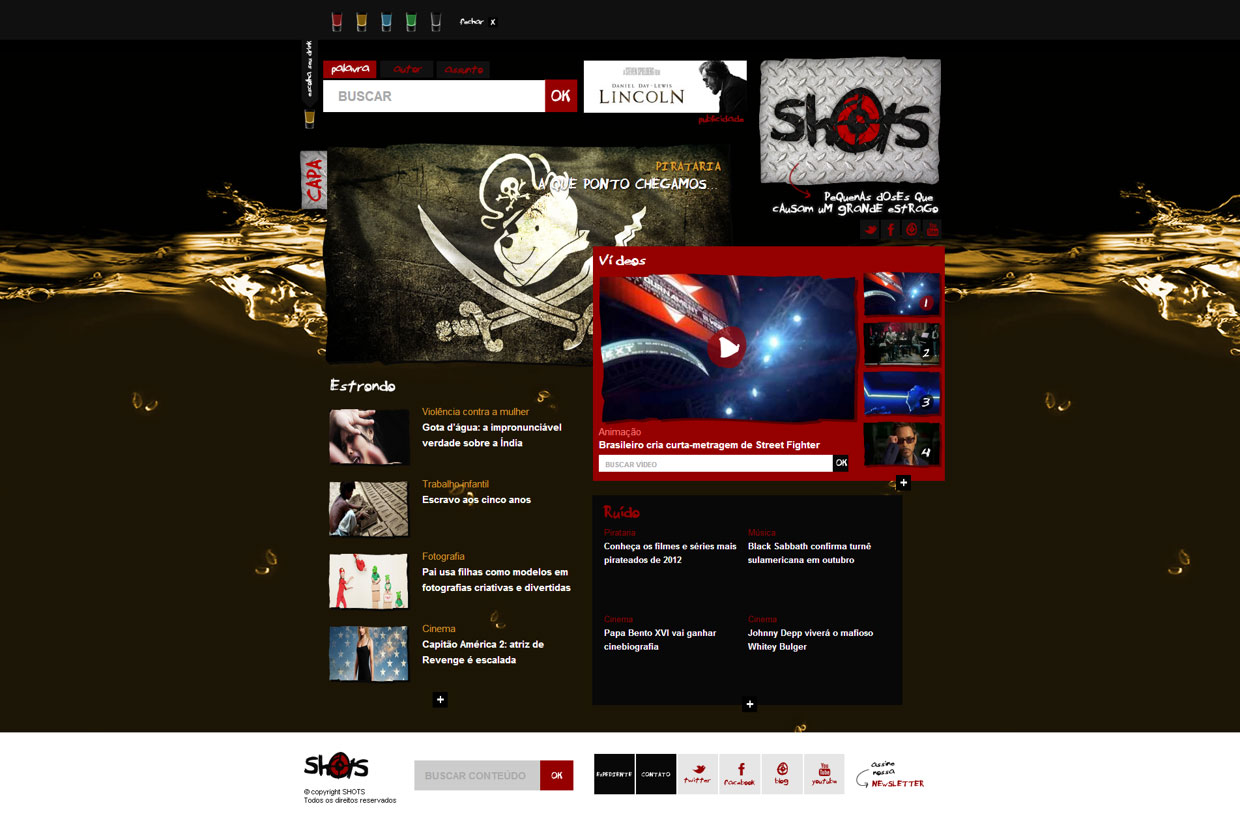 fechar x
escolha seu drink
palavra autor assunto
BUSCAR OK
DANIEL DAY-LEWIS
LINCOLN
publicidade
SHOTS
PeQuenAs dOsEs Que
cAuSam uM gRaNdE eStRaGo
CAPA
PIRATARIA
A QUE PONTO CHEGAMOS...
Vídeos
1
2
3
4
Animação
Brasileiro cria curta-metragem de Street Fighter
BUSCAR VIDEO OK
+
Estrondo
Violência contra a mulher
Gota d'água: a impronunciável
verdade sobre a Índia
Trabalho infantil
Escravo aos cinco anos
Fotografia
Pai usa filhas como modelos em
fotografias criativas e divertidas
Cinema
Capitão América 2: atriz de
Revenge é escalada
+
Ruído
Pirataria
Conheça os filmes e séries mais
pirateados de 2012
Música
Black Sabbath confirma turnê
sulamericana em outubro
Cinema
Papa Bento XVI vai ganhar
cinebiografia
Cinema
Johnny Depp viverá o mafioso
Whitey Bulger
+
SHOTS
© copyright SHOTS
Todos os direitos reservados
BUSCAR CONTEÚDO OK
EXPEDIENTE CONTATO twitter facebook blog youtube
assine
nossa
NEWSLETTER